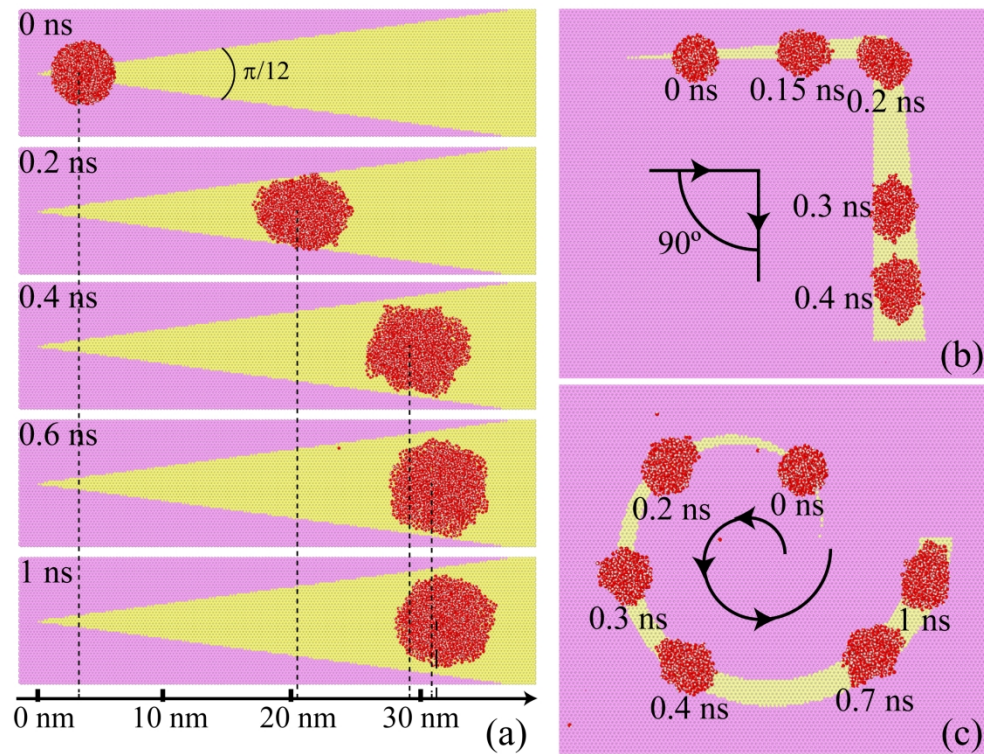 0 ns
π/12
0.2 ns
0.4 ns
0.6 ns
1 ns
0 nm 10 nm 20 nm 30 nm
(a)
0 ns 0.15 ns 0.2 ns
0.3 ns
90º
0.4 ns
(b)
0.2 ns 0 ns
0.3 ns 1 ns
0.4 ns 0.7 ns
(c)